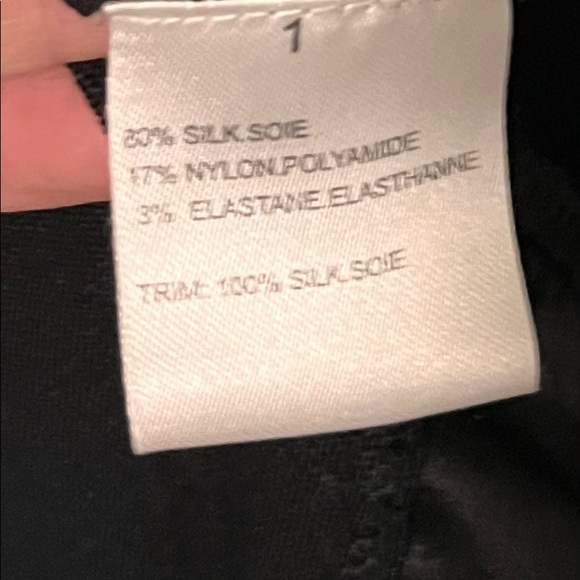 1
80% SILK.SOIE
17% NYLON.POLYAMIDE
3% ELASTANE.ELASTHANNE
TRIM: 100% SILK.SOIE